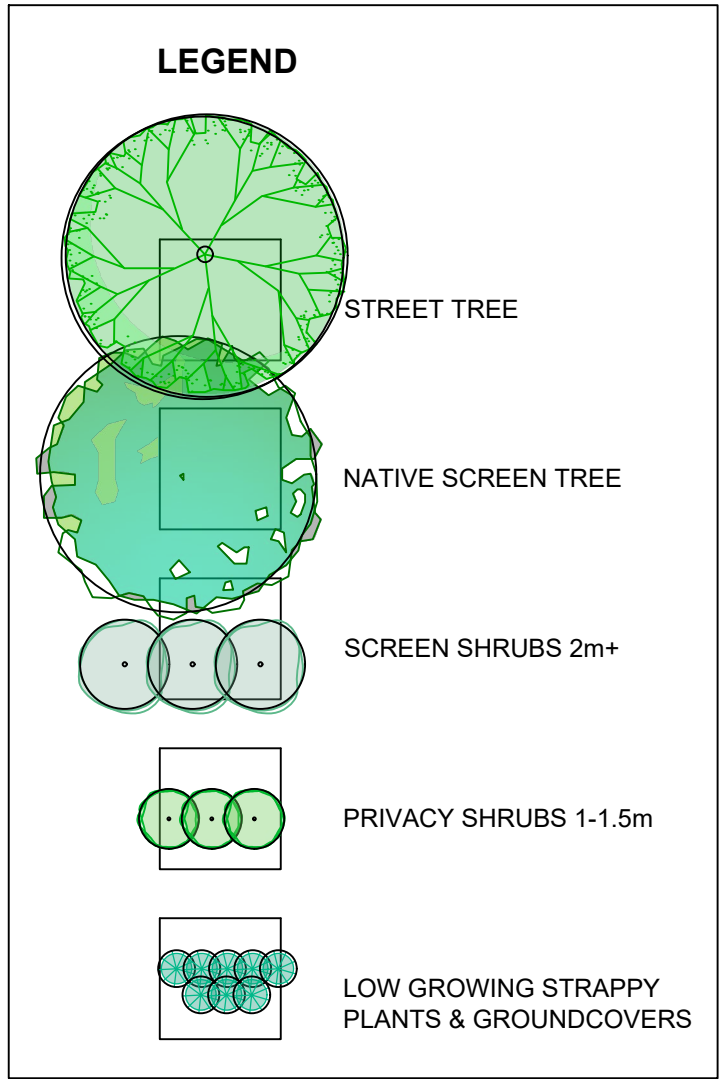 LEGEND
STREET TREE
NATIVE SCREEN TREE
SCREEN SHRUBS 2m+
PRIVACY SHRUBS 1-1.5m
LOW GROWING STRAPPY
PLANTS & GROUNDCOVERS